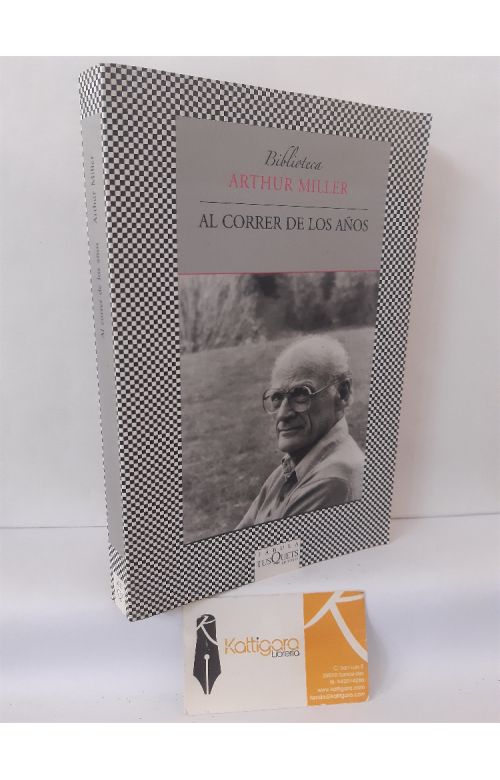 Biblioteca
ARTHUR MILLER
AL CORRER DE LOS AÑOS
Al correr de los años Arthur Miller
FÁBULA
TUSQUETS
Kattigara
Librería
www.kattigara.com